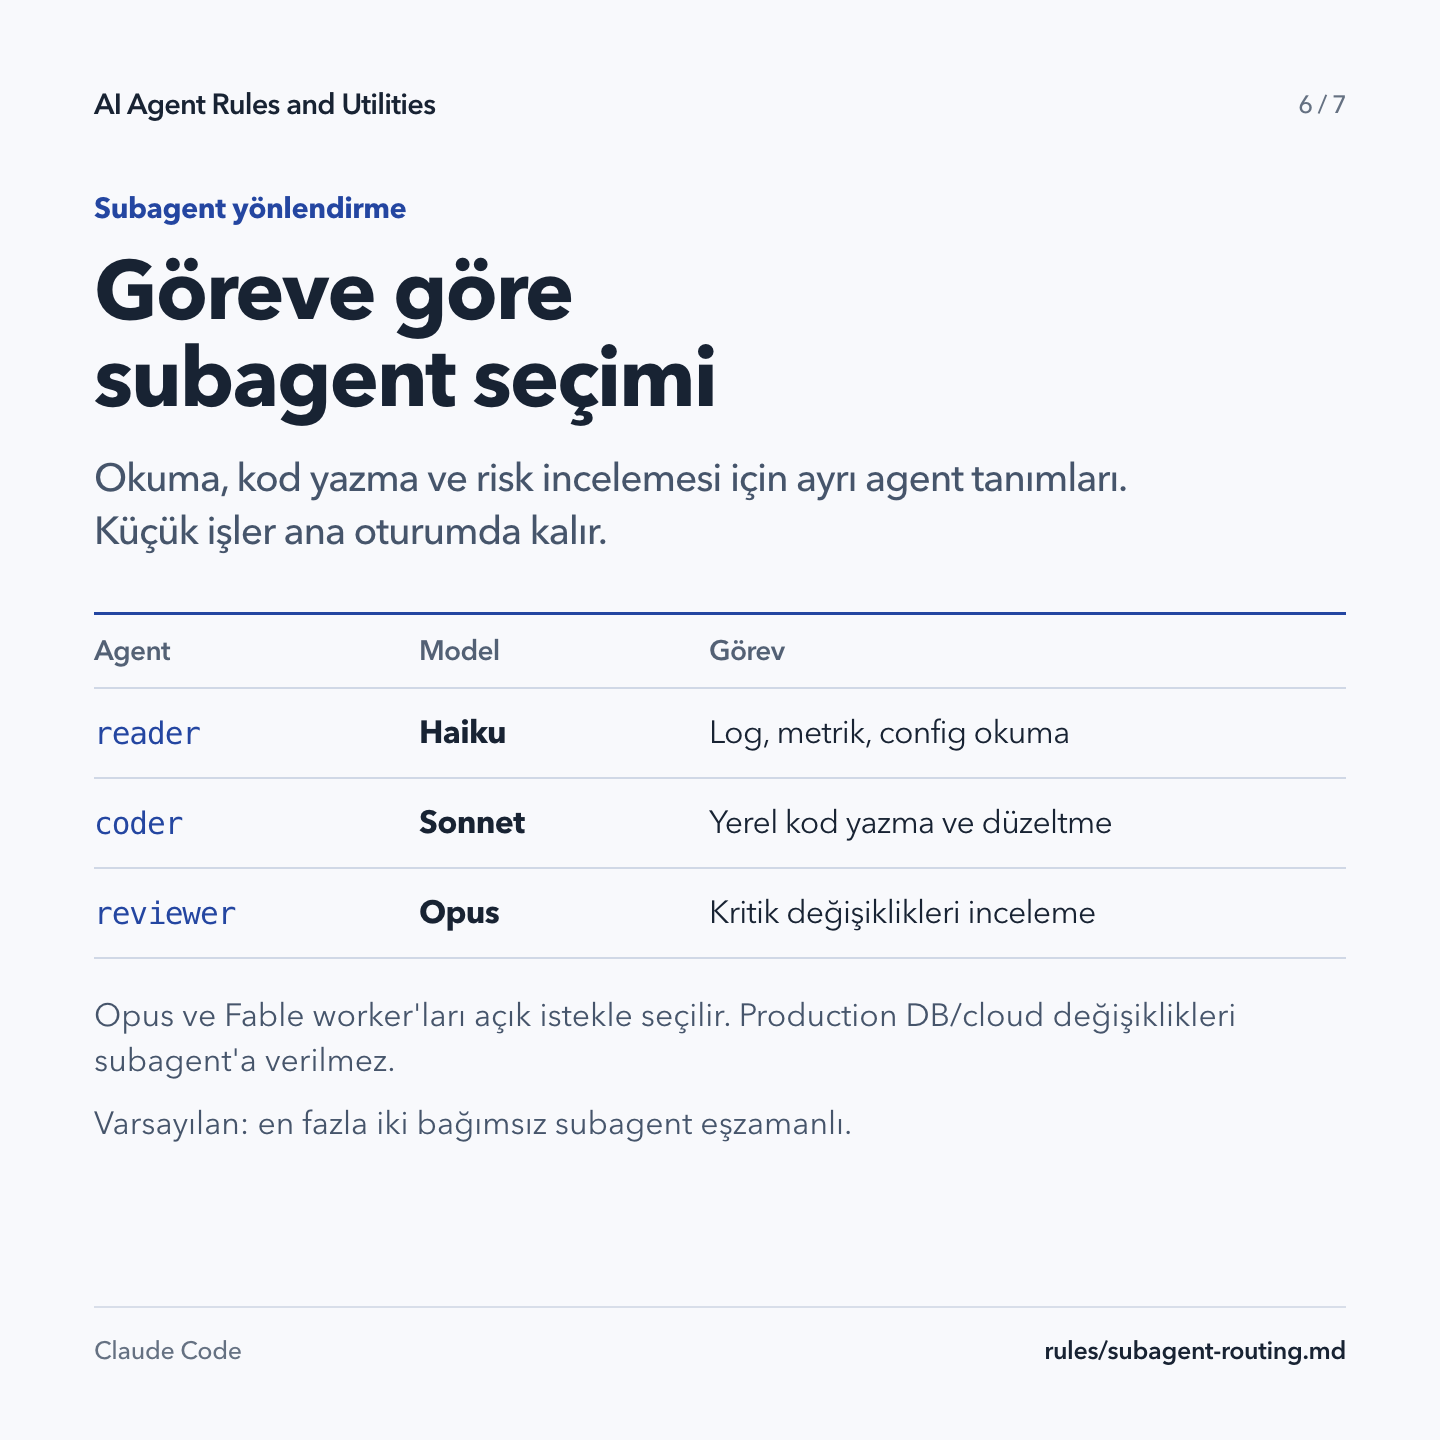 AI Agent Rules and Utilities
6 / 7
Subagent yönlendirme
Göreve göre
subagent seçimi
Okuma, kod yazma ve risk incelemesi için ayrı agent tanımları.
Küçük işler ana oturumda kalır.
Agent Model Görev
reader Haiku Log, metrik, config okuma
coder Sonnet Yerel kod yazma ve düzeltme
reviewer Opus Kritik değişiklikleri inceleme
Opus ve Fable worker'ları açık istekle seçilir. Production DB/cloud değişiklikleri
subagent'a verilmez.
Varsayılan: en fazla iki bağımsız subagent eşzamanlı.
Claude Code
rules/subagent-routing.md